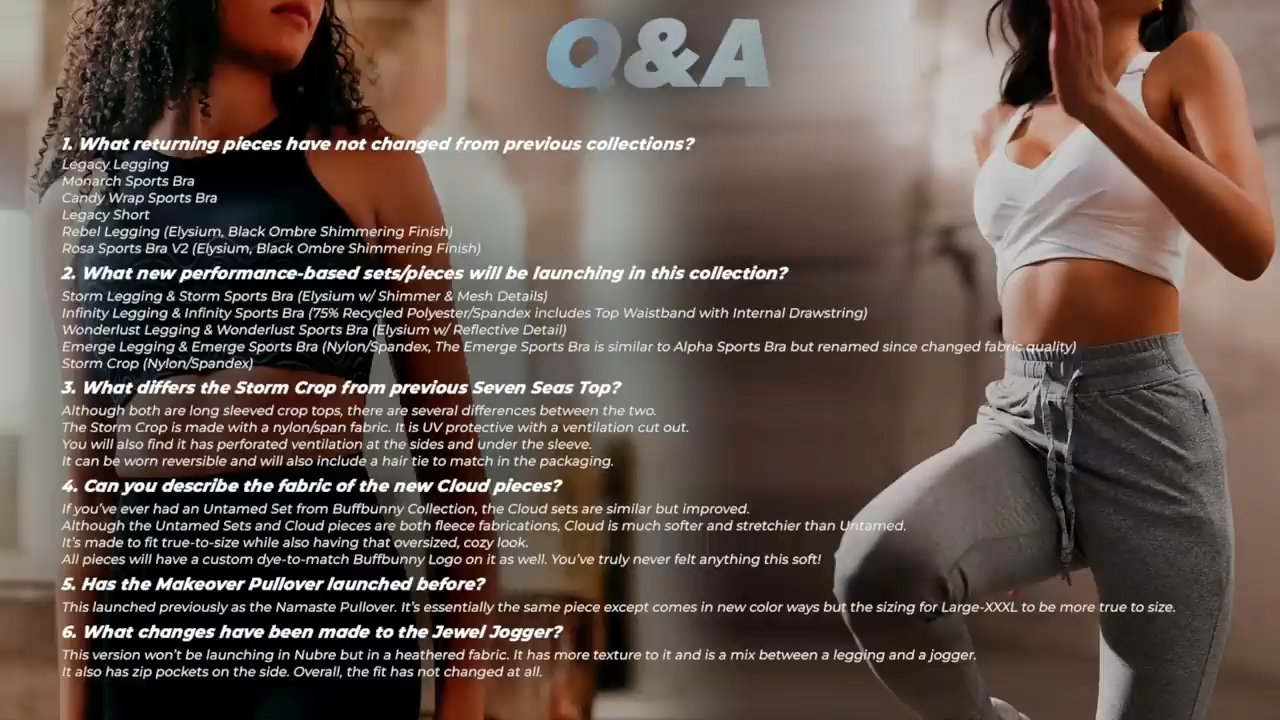 Q&A
1. What returning pieces have not changed from previous collections?
Legacy Legging
Monarch Sports Bra
Candy Wrap Sports Bra
Legacy Short
Rebel Legging (Elysium, Black Ombre Shimmering Finish)
Rosa Sports Bra V2 (Elysium, Black Ombre Shimmering Finish)
2. What new performance-based sets/pieces will be launching in this collection?
Storm Legging & Storm Sports Bra (Elysium w/ Shimmer & Mesh Details)
Infinity Legging & Infinity Sports Bra (75% Recycled Polyester/Spandex includes Top Waistband with Internal Drawstring)
Wonderlust Legging & Wonderlust Sports Bra (Elysium w/ Reflective Detail)
Emerge Legging & Emerge Sports Bra (Nylon/Spandex, The Emerge Sports Bra is similar to Alpha Sports Bra but renamed since changed fabric quality)
Storm Crop (Nylon/Spandex)
3. What differs the Storm Crop from previous Seven Seas Top?
Although both are long sleeved crop tops, there are several differences between the two.
The Storm Crop is made with a nylon/span fabric. It is UV protective with a ventilation cut out.
You will also find it has perforated ventilation at the sides and under the sleeve.
It can be worn reversible and will also include a hair tie to match in the packaging.
4. Can you describe the fabric of the new Cloud pieces?
If you've ever had an Untamed Set from Buffbunny Collection, the Cloud sets are similar but improved.
Although the Untamed Sets and Cloud pieces are both fleece fabrications, Cloud is much softer and stretchier than Untamed.
It's made to fit true-to-size while also having that oversized, cozy look.
All pieces will have a custom dye-to-match Buffbunny Logo on it as well. You've truly never felt anything this soft!
5. Has the Makeover Pullover launched before?
This launched previously as the Namaste Pullover. It's essentially the same piece except comes in new color ways but the sizing for Large-XXXL to be more true to size.
6. What changes have been made to the Jewel Jogger?
This version won't be launching in Nubre but in a heathered fabric. It has more texture to it and is a mix between a legging and a jogger.
It also has zip pockets on the side. Overall, the fit has not changed at all.